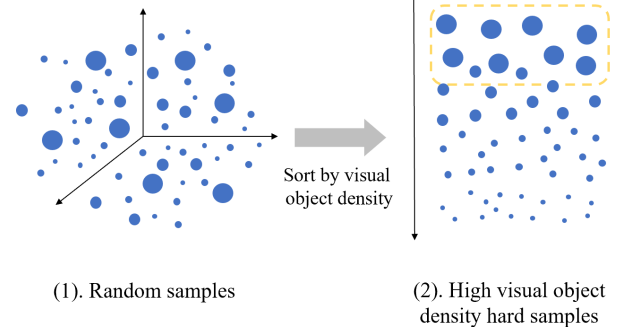 Sort by visual
object density
(1). Random samples
(2). High visual object
density hard samples